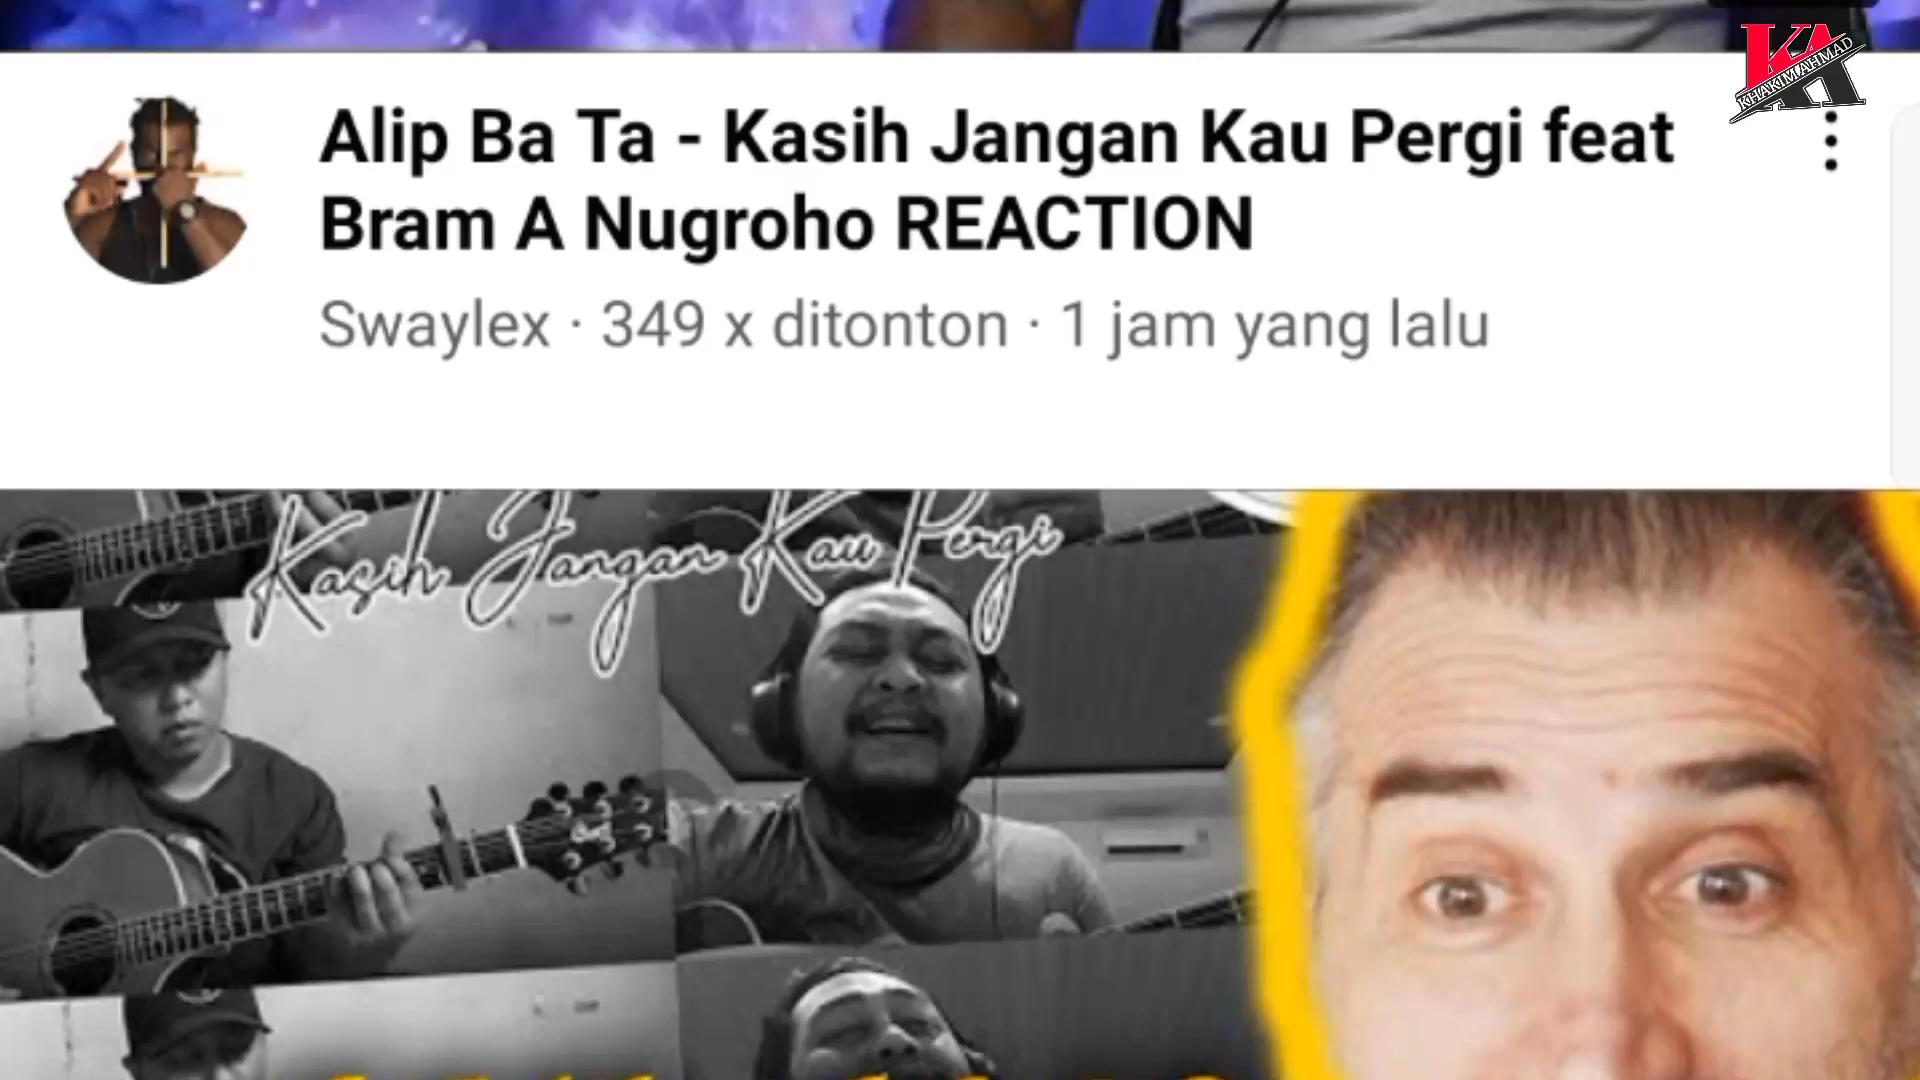 KA
KHAKIM AHMAD
Alip Ba Ta - Kasih Jangan Kau Pergi feat
Bram A Nugroho REACTION
Swaylex · 349 x ditonton · 1 jam yang lalu
Kasih Jangan Kau Pergi